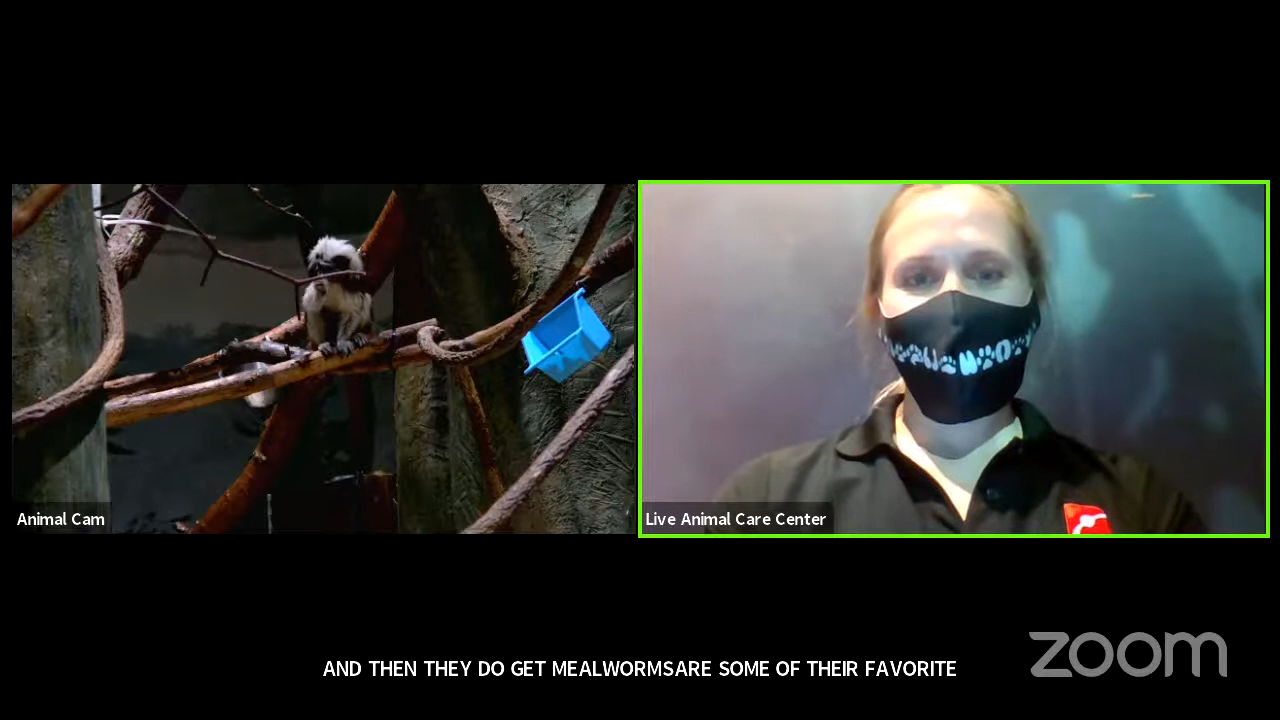 Animal Cam
Live Animal Care Center
AND THEN THEY DO GET MEALWORMSARE SOME OF THEIR FAVORITE
zoom